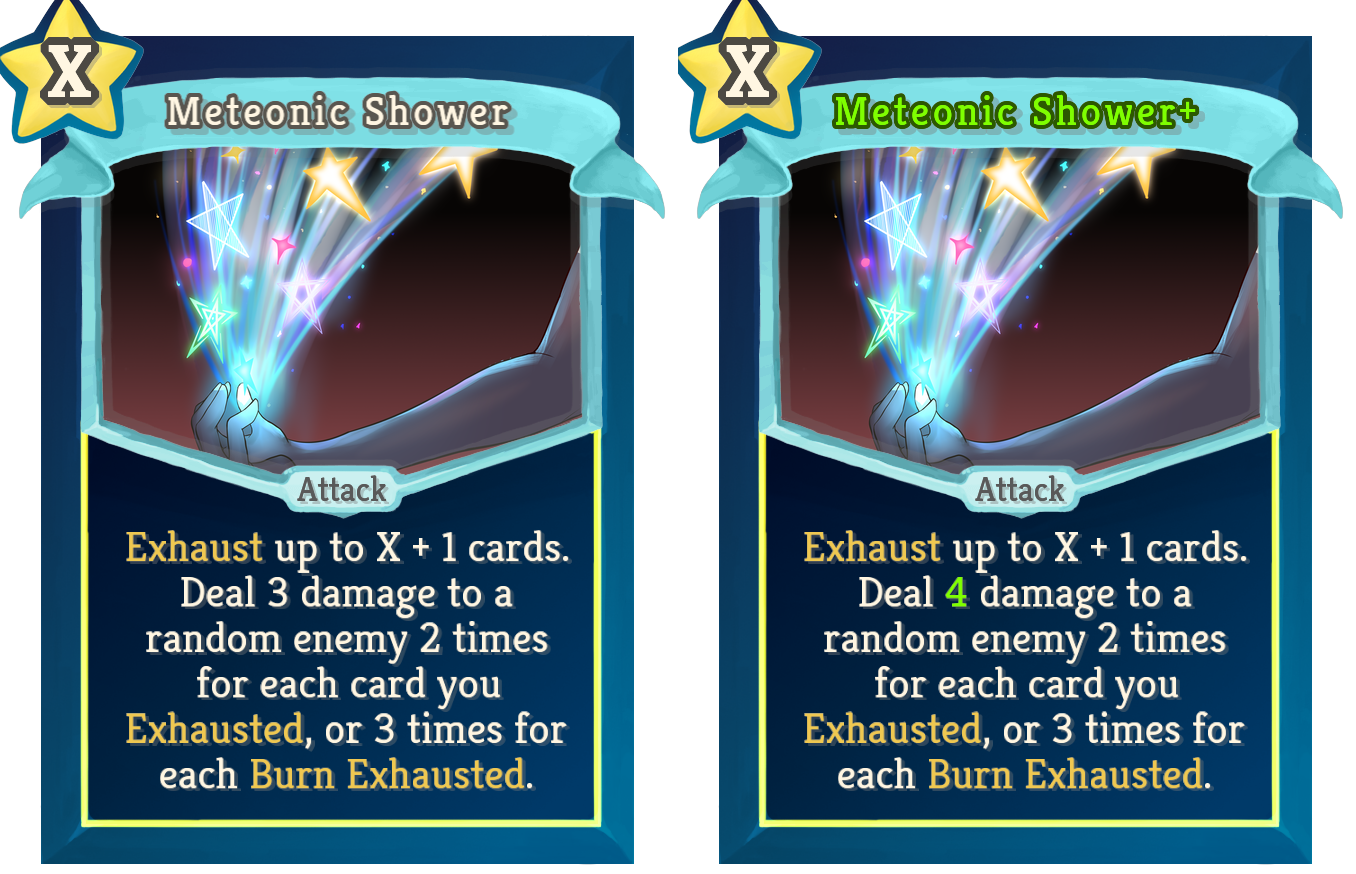 X
Meteonic Shower
Attack
Exhaust up to X + 1 cards.
Deal 3 damage to a
random enemy 2 times
for each card you
Exhausted, or 3 times for
each Burn Exhausted.
X
Meteonic Shower+
Attack
Exhaust up to X + 1 cards.
Deal 4 damage to a
random enemy 2 times
for each card you
Exhausted, or 3 times for
each Burn Exhausted.